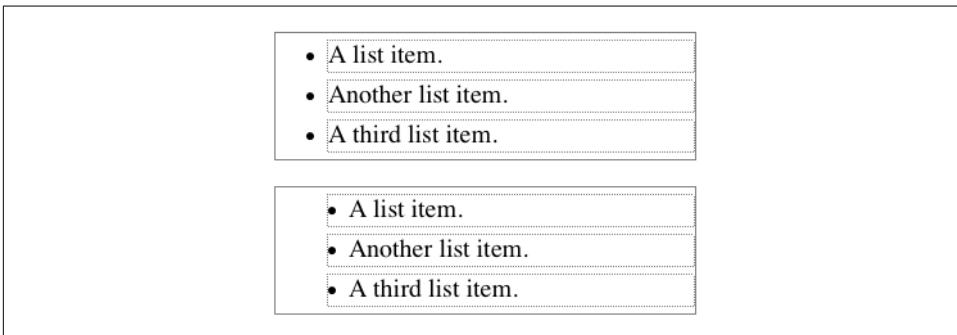 • A list item.
• Another list item.
• A third list item.
• A list item.
• Another list item.
• A third list item.